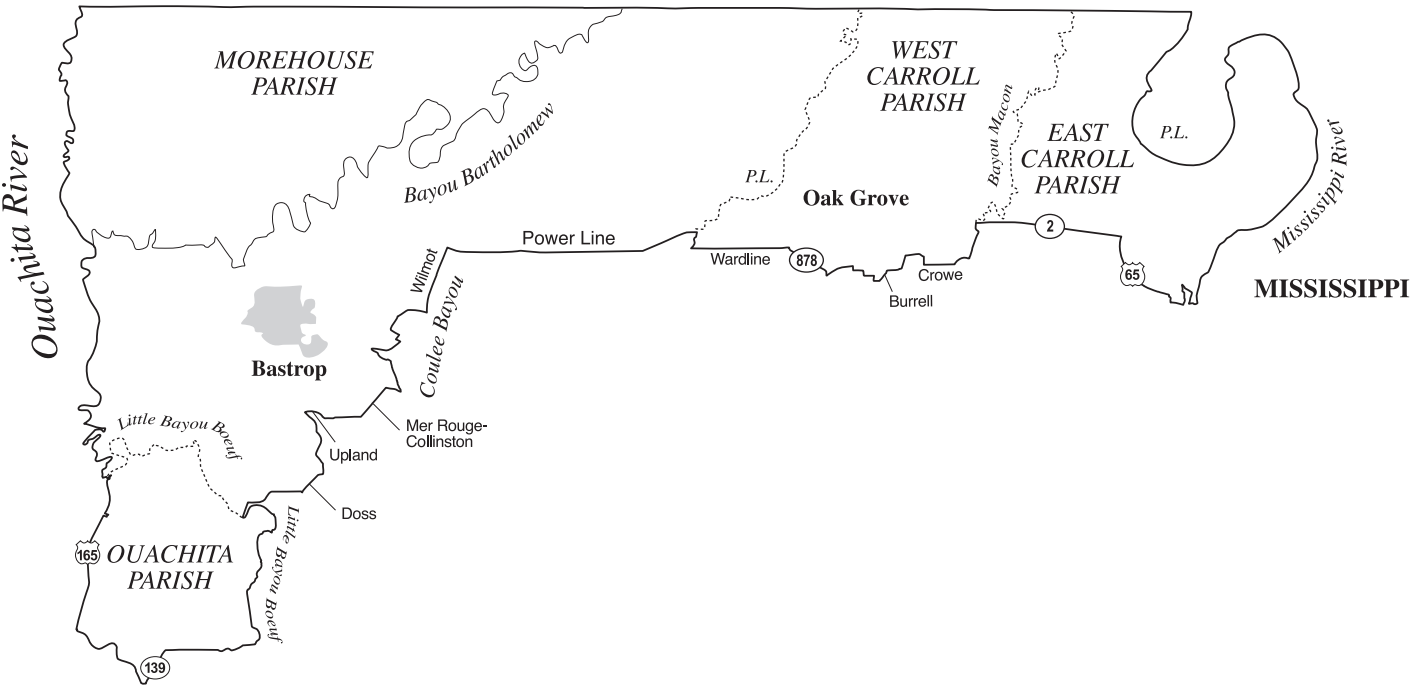 MOREHOUSE
PARISH
WEST
CARROLL
PARISH
EAST
CARROLL
PARISH
P.L.
Bayou Macon
Bayou Bartholomew
P.L.
Oak Grove
Ouachita River
Mississippi River
MISSISSIPPI
Power Line
Wilmot
Wardline
878
Crowe
Burrell
2
65
Coulee Bayou
Bastrop
Little Bayou Boeuf
Mer Rouge-
Collinston
Upland
Doss
Little Bayou Boeuf
165
OUACHITA
PARISH
139